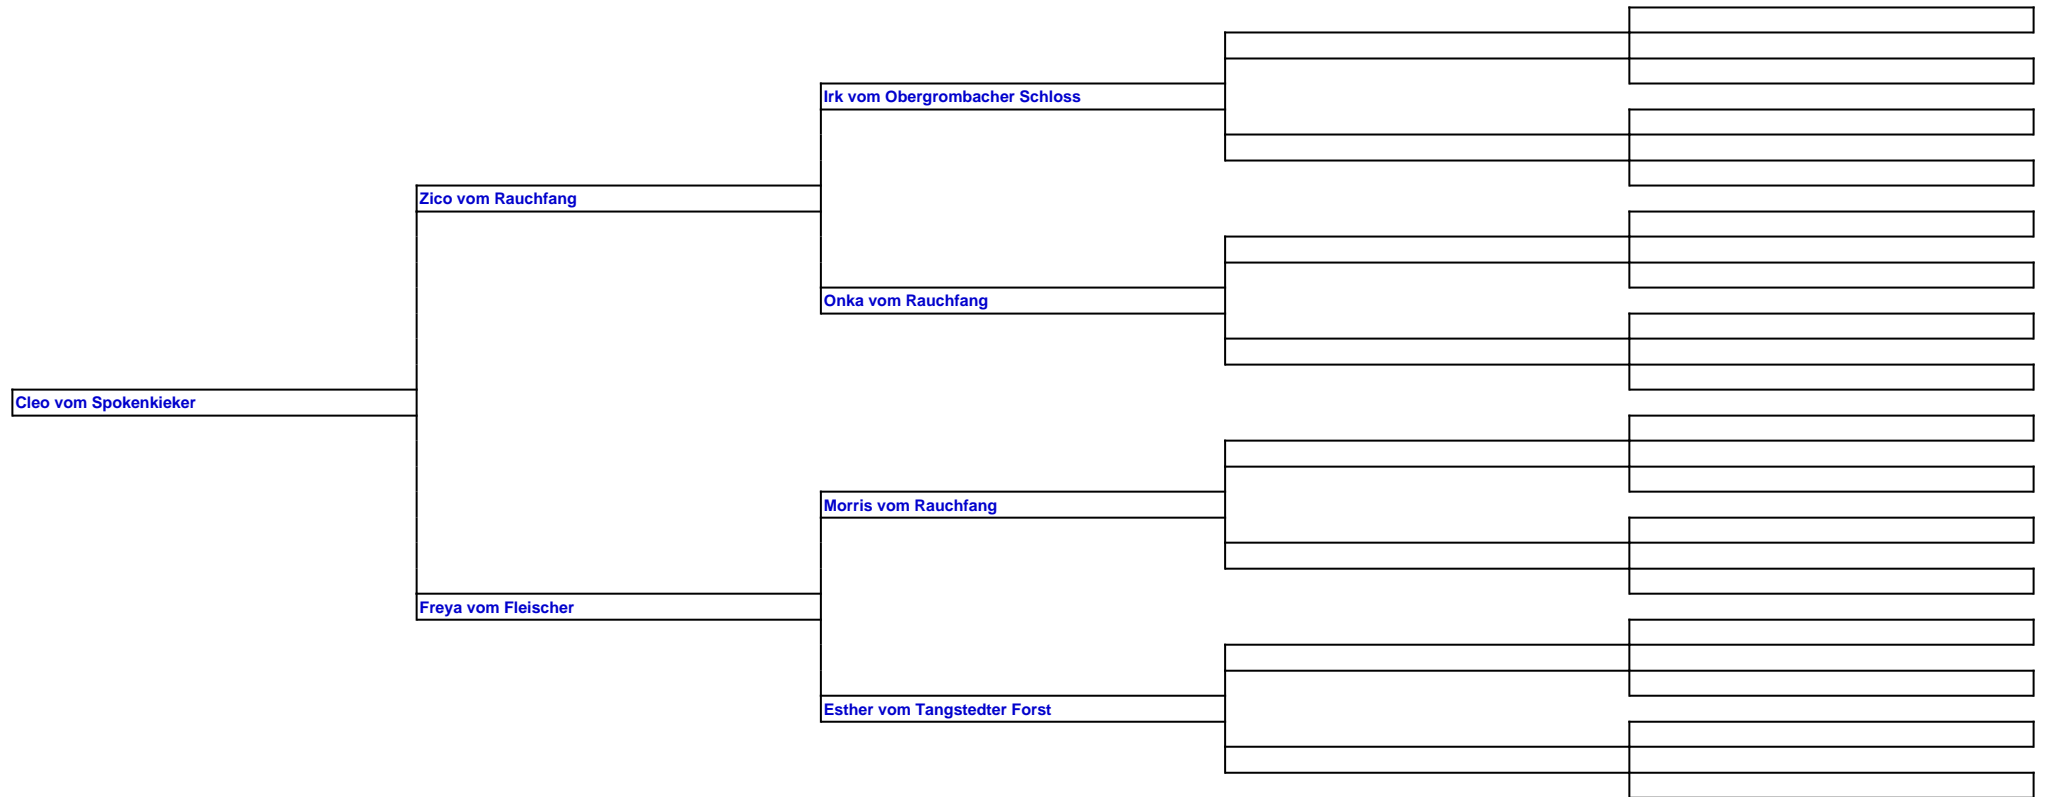 Irk vom Obergrombacher Schloss
Zico vom Rauchfang
Onka vom Rauchfang
Cleo vom Spokenkieker
Morris vom Rauchfang
Freya vom Fleischer
Esther vom Tangstedter Forst